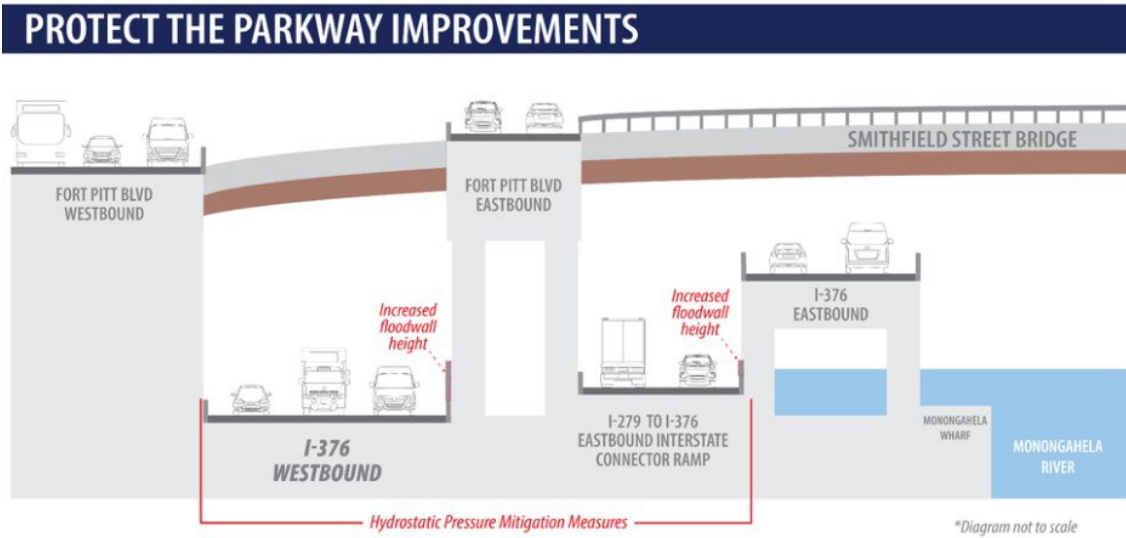 PROTECT THE PARKWAY IMPROVEMENTS
SMITHFIELD STREET BRIDGE
FORT PITT BLVD
WESTBOUND
FORT PITT BLVD
EASTBOUND
I-376
EASTBOUND
Increased
floodwall
height
Increased
floodwall
height
I-376
WESTBOUND
I-279 TO I-376
EASTBOUND INTERSTATE
CONNECTOR RAMP
MONONGAHELA
WHARF
MONONGAHELA
RIVER
Hydrostatic Pressure Mitigation Measures
*Diagram not to scale